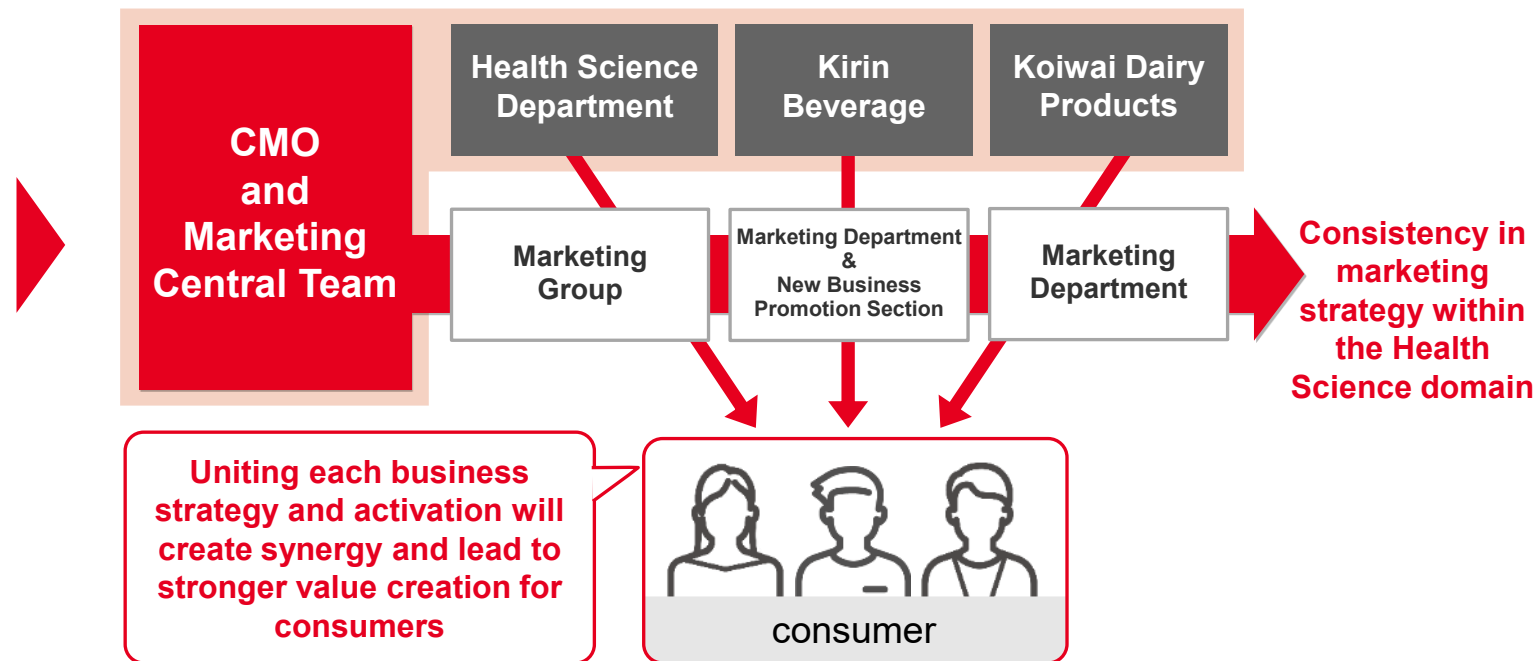 CMO
and
Marketing
Central Team
Health Science
Department
Kirin
Beverage
Koiwai Dairy
Products
Marketing
Group
Marketing Department
&
New Business
Promotion Section
Marketing
Department
Consistency in
marketing
strategy within
the Health
Science domain
Uniting each business
strategy and activation will
create synergy and lead to
stronger value creation for
consumers
consumer